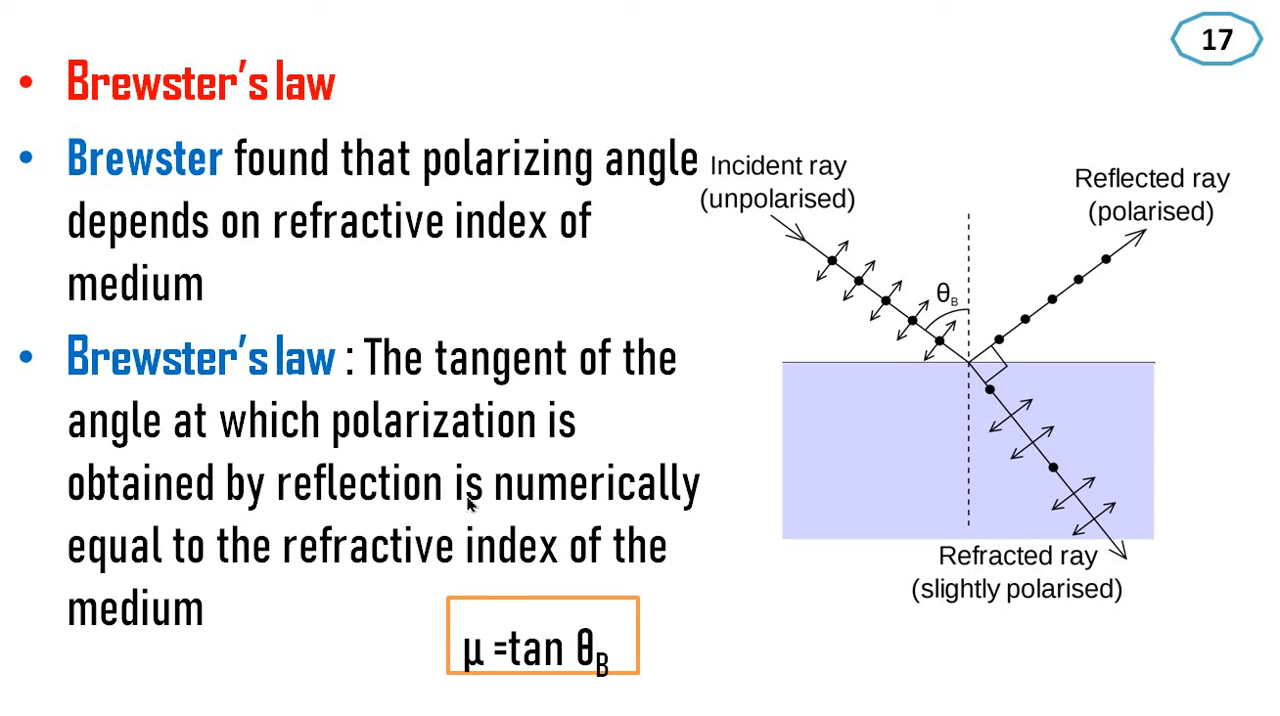 17
• Brewster's law
• Brewster found that polarizing angle
depends on refractive index of
medium
• Brewster's law : The tangent of the
angle at which polarization is
obtained by reflection is numerically
equal to the refractive index of the
medium
μ =tan θB
Incident ray
(unpolarised)
Reflected ray
(polarised)
θB
Refracted ray
(slightly polarised)